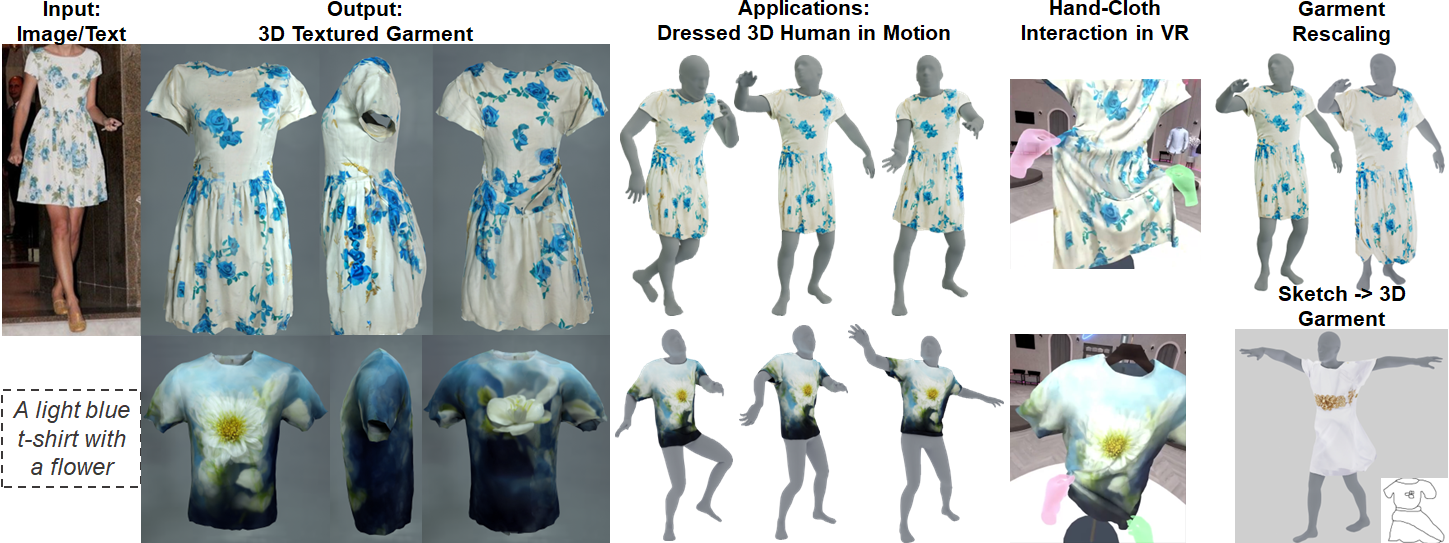 Input:
Image/Text
Output:
3D Textured Garment
Applications:
Dressed 3D Human in Motion
Hand-Cloth
Interaction in VR
Garment
Rescaling
A light blue
t-shirt with
a flower
Sketch -> 3D
Garment